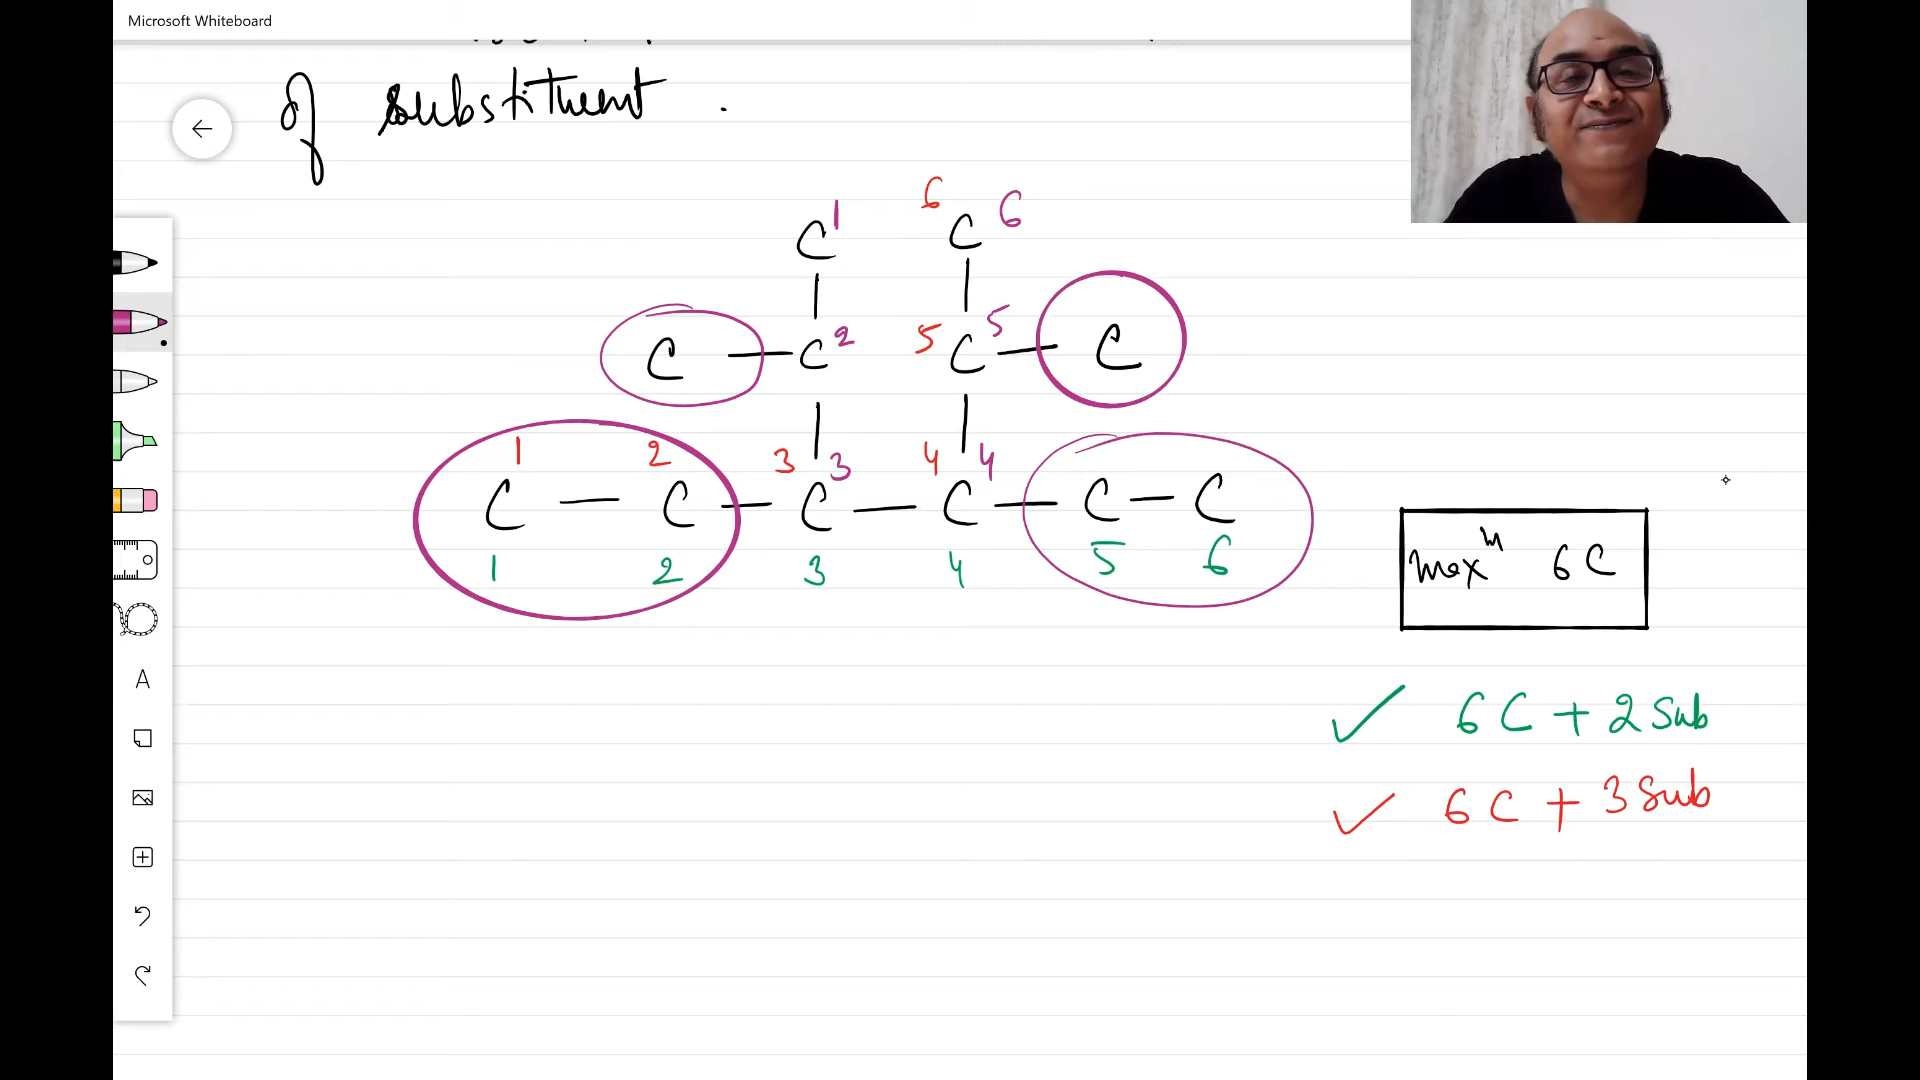 Microsoft Whiteboard
of substituent .
C 1 6 C 6
C C 2 5 C 5 C
1 2 3 3 4 4
C C C C C C
1 2 3 4 5 6
maxm 6 C
✓ 6 C + 2 Sub
✓ 6 C + 3 Sub
A